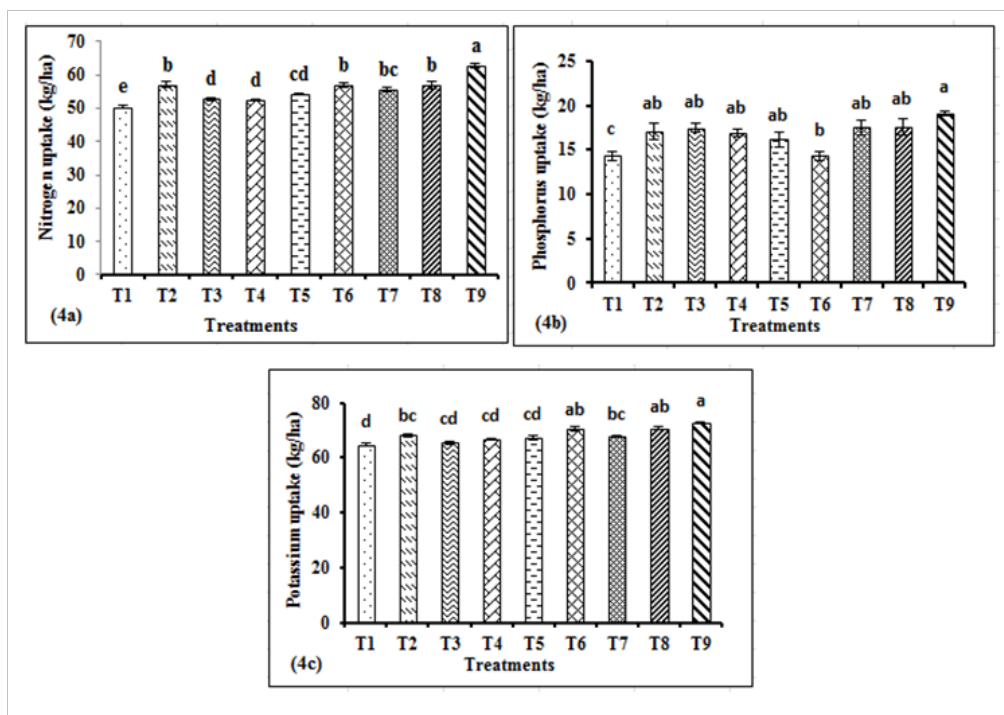 Nitrogen uptake (kg/ha)
70
60
50
40
30
20
10
0
e b d d cd b bc b a
T1 T2 T3 T4 T5 T6 T7 T8 T9
(4a)
Treatments
Phosphorus uptake (kg/ha)
25
20
15
10
5
0
c ab ab ab ab b ab ab a
T1 T2 T3 T4 T5 T6 T7 T8 T9
(4b)
Treatments
Potassium uptake (kg/ha)
80
60
40
20
0
d bc cd cd cd ab bc ab a
T1 T2 T3 T4 T5 T6 T7 T8 T9
(4c)
Treatments